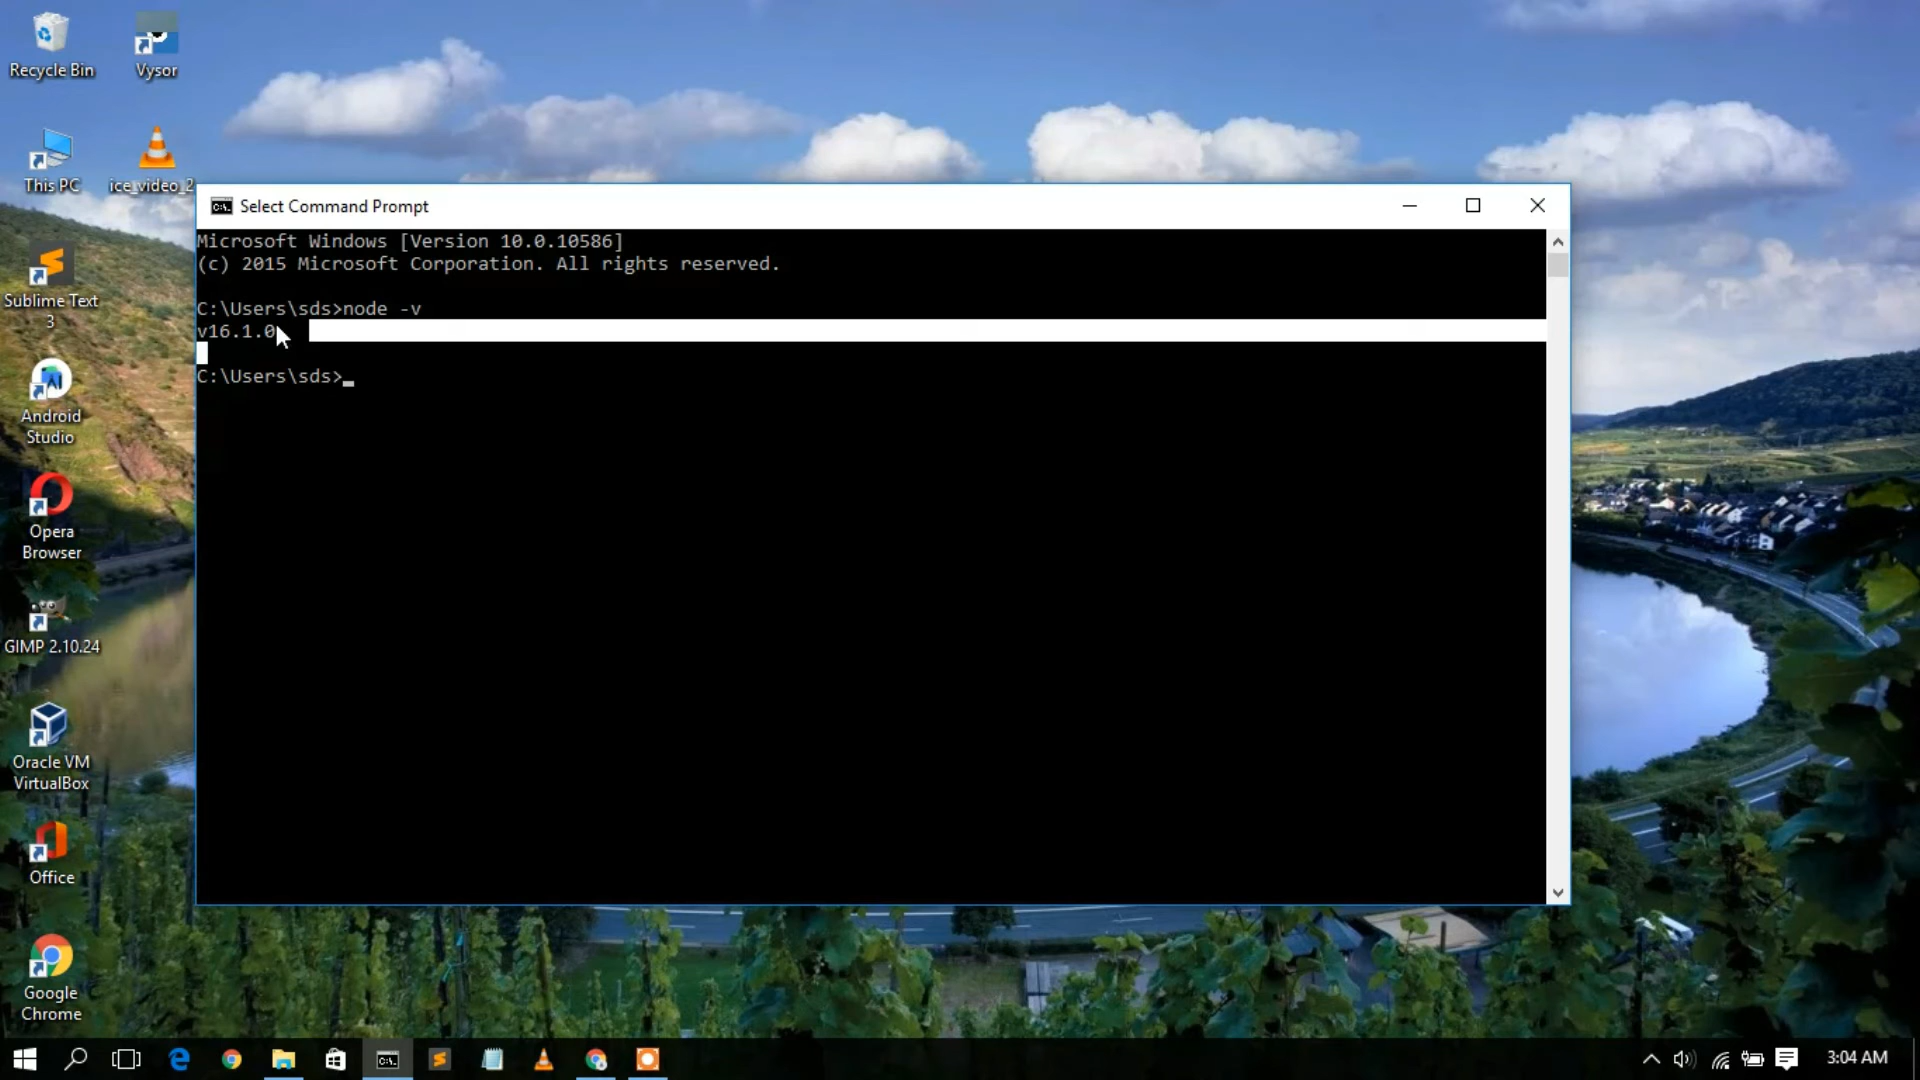 Recycle Bin
Vysor
This PC
ice_video_2
Sublime Text
3
Android
Studio
Opera
Browser
GIMP 2.10.24
Oracle VM
VirtualBox
Office
Google
Chrome
Select Command Prompt
Microsoft Windows [Version 10.0.10586]
(c) 2015 Microsoft Corporation. All rights reserved.
C:\Users\sds>node -v
v16.1.0
C:\Users\sds>
3:04 AM